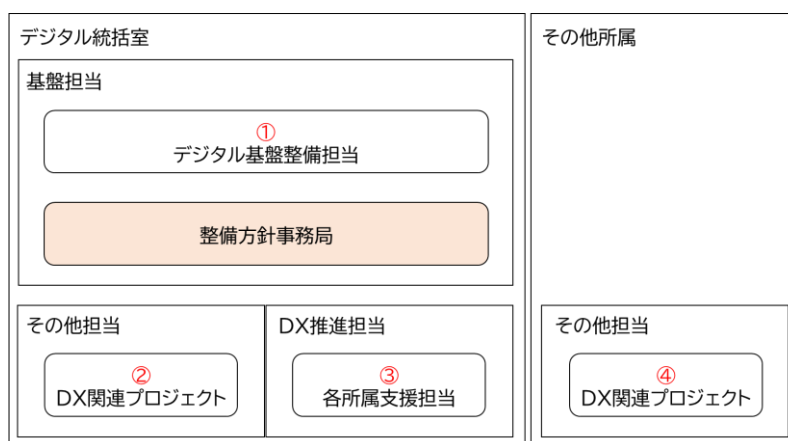 デジタル統括室
基盤担当
①
デジタル基盤整備担当
整備方針事務局
その他担当
②
DX関連プロジェクト
DX推進担当
③
各所属支援担当
その他所属
その他担当
④
DX関連プロジェクト